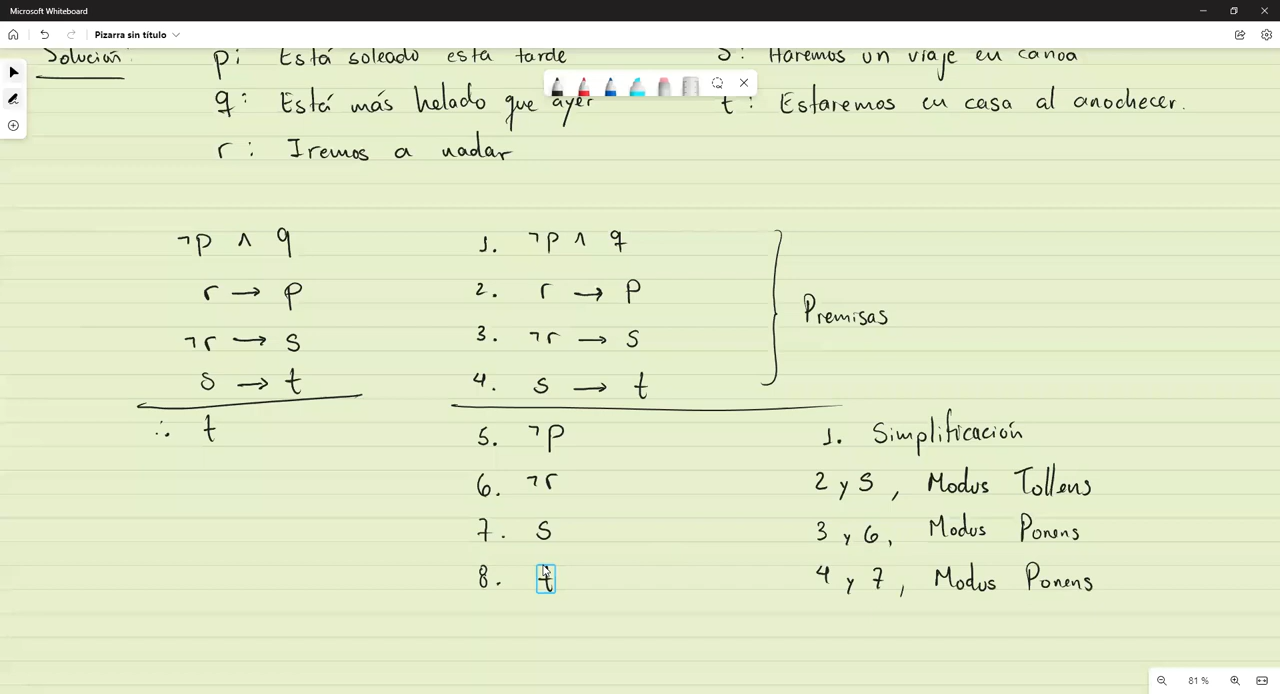 Microsoft Whiteboard
Pizarra sin título
Solución:
p: Está soleado esta tarde
q: Está más helado que ayer
r: Iremos a nadar
s: Haremos un viaje en canoa
t: Estaremos en casa al anochecer.
¬p ∧ q
r → p
¬r → s
s → t
∴ t
1. ¬p ∧ q
2. r → p
3. ¬r → s
4. s → t
Premisas
5. ¬p 1. Simplificación
6. ¬r 2 y 5, Modus Tollens
7. s 3 y 6, Modus Ponens
8. t 4 y 7, Modus Ponens
81 %